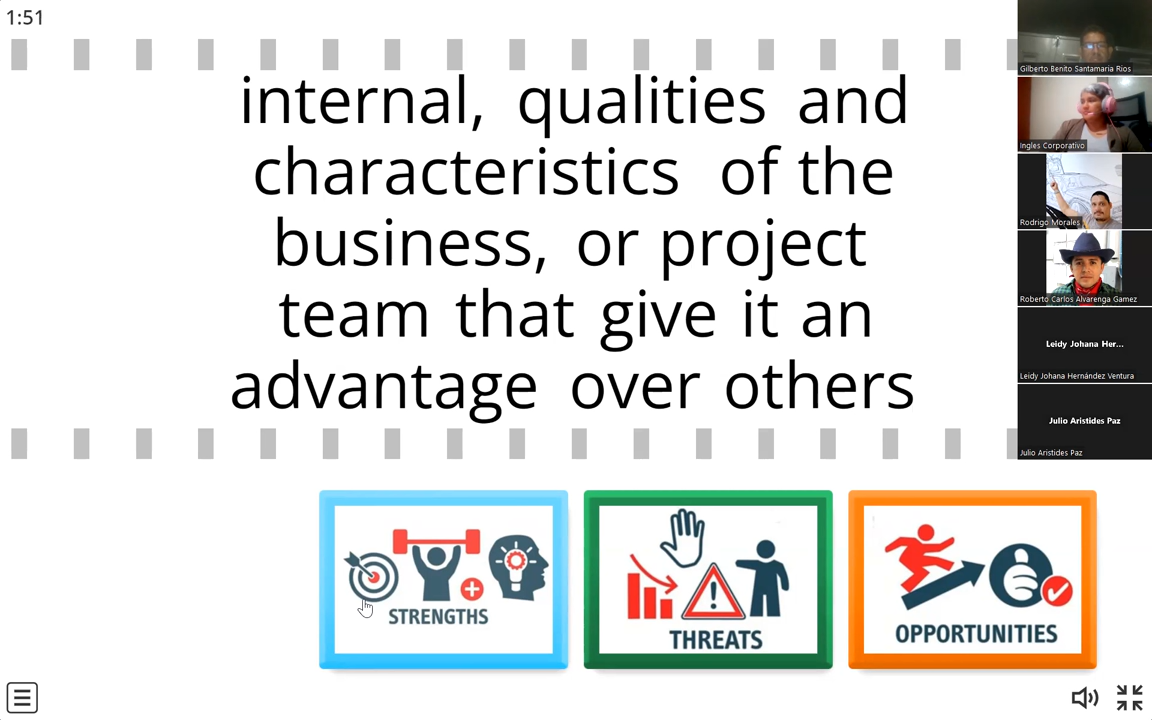 1:51
internal, qualities and
characteristics of the
business, or project
team that give it an
advantage over others
STRENGTHS
THREATS
OPPORTUNITIES
Gilberto Benito Santamaria Rios
Ingles Corporativo
Rodrigo Morales
Roberto Carlos Alvarenga Gamez
Leidy Johana Her...
Leidy Johana Hernández Ventura
Julio Aristides Paz
Julio Aristides Paz